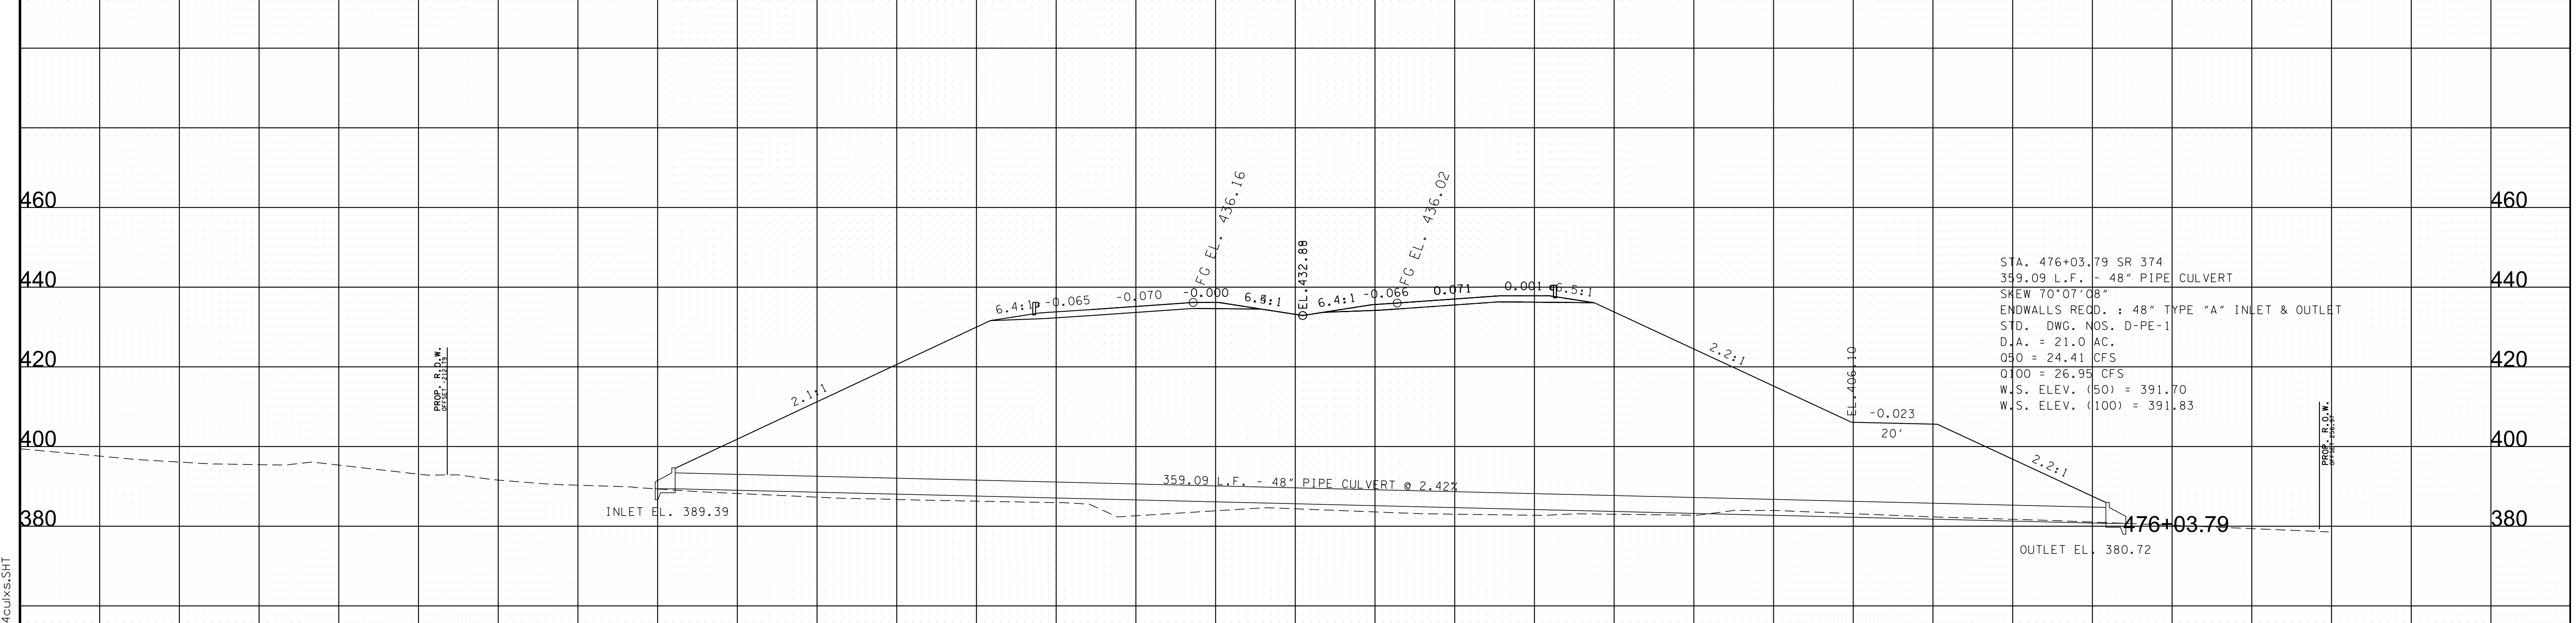 460
460
440
440
420
420
400
400
380
380
FG EL. 436.16
EL.432.88
FG EL. 436.02
6.4:1
-0.065
-0.070
-0.000
6.4:1
-0.066
0.071
0.001
6.5:1
2.1:1
2.2:1
EL.406.10
-0.023
20'
2.2:1
PROP. R.O.W.
OFFSET -212.79
PROP. R.O.W.
STA. 476+03.79 SR 374
359.09 L.F. - 48" PIPE CULVERT
SKEW 70°07'08"
ENDWALLS REQD. : 48" TYPE "A" INLET & OUTLET
STD. DWG. NOS. D-PE-1
D.A. = 21.0 AC.
Q50 = 24.41 CFS
Q100 = 26.95 CFS
W.S. ELEV. (50) = 391.70
W.S. ELEV. (100) = 391.83
359.09 L.F. - 48" PIPE CULVERT @ 2.42%
INLET EL. 389.39
476+03.79
OUTLET EL. 380.72
4culxs.SHT